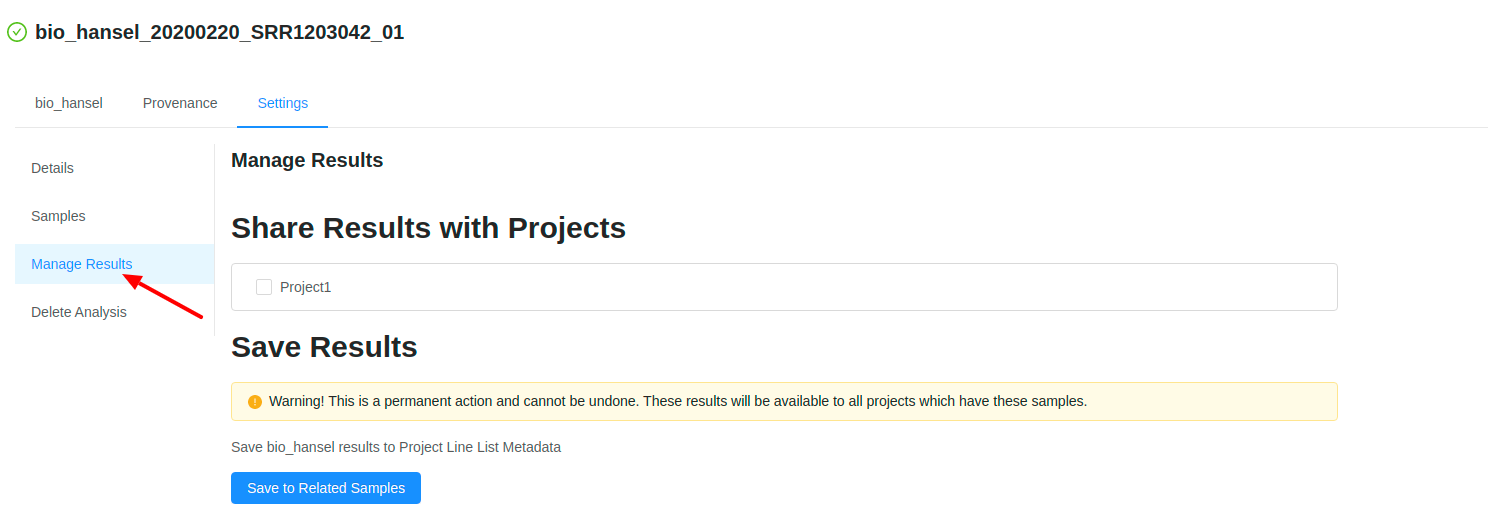 bio_hansel_20200220_SRR1203042_01
bio_hansel
Provenance
Settings
Details
Samples
Manage Results
Delete Analysis
Manage Results
Share Results with Projects
Project1
Save Results
Warning! This is a permanent action and cannot be undone. These results will be available to all projects which have these samples.
Save bio_hansel results to Project Line List Metadata
Save to Related Samples